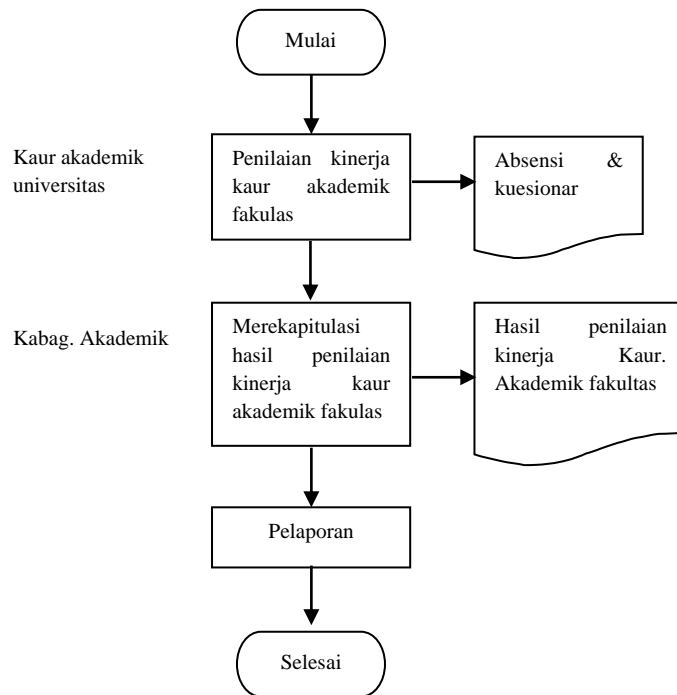 Mulai
Kaur akademik
universitas
Penilaian kinerja
kaur akademik
fakulas
Absensi &
kuesionar
Kabag. Akademik
Merekapitulasi
hasil penilaian
kinerja kaur
akademik fakulas
Hasil penilaian
kinerja Kaur.
Akademik fakultas
Pelaporan
Selesai